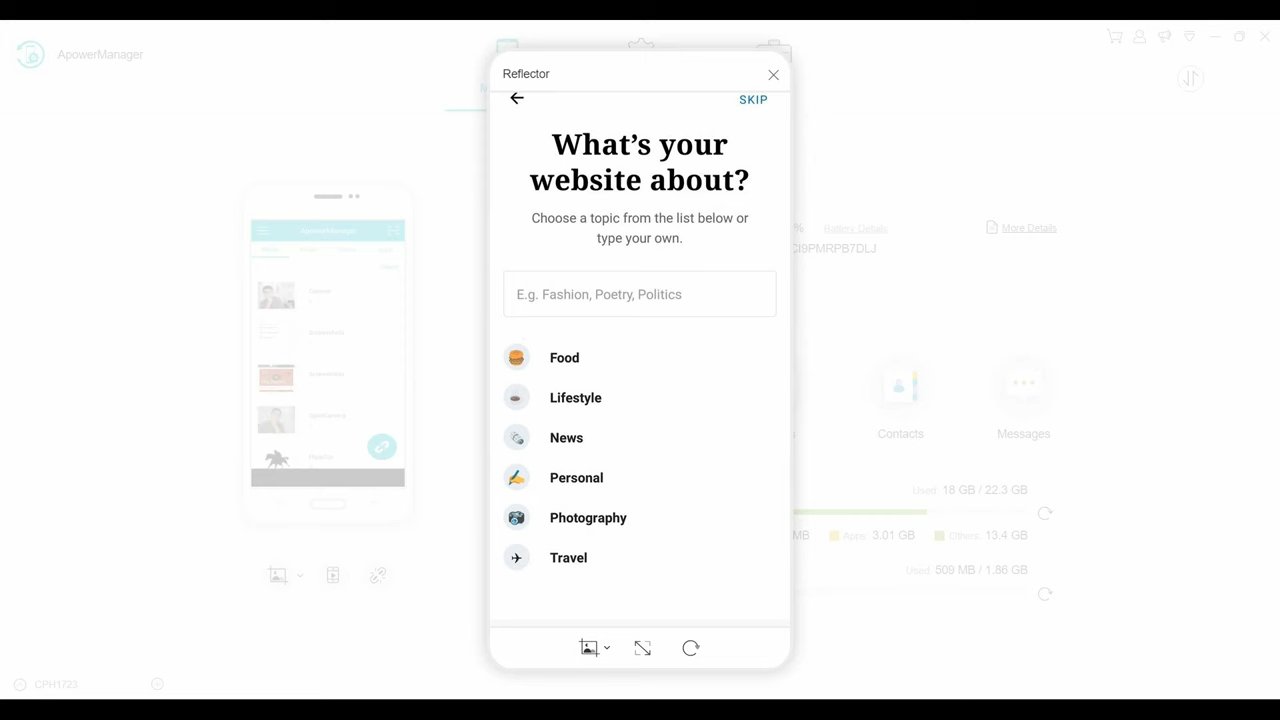 ApowerManager
Reflector
SKIP
What's your
website about?
Choose a topic from the list below or
type your own.
E.g. Fashion, Poetry, Politics
Food
Lifestyle
News
Personal
Photography
Travel
% Battery Details
CI9PMRPB7DLJ
More Details
Contacts
Messages
Used: 18 GB / 22.3 GB
MB Apps: 3.01 GB Others: 13.4 GB
Used: 509 MB / 1.86 GB
CPH1723